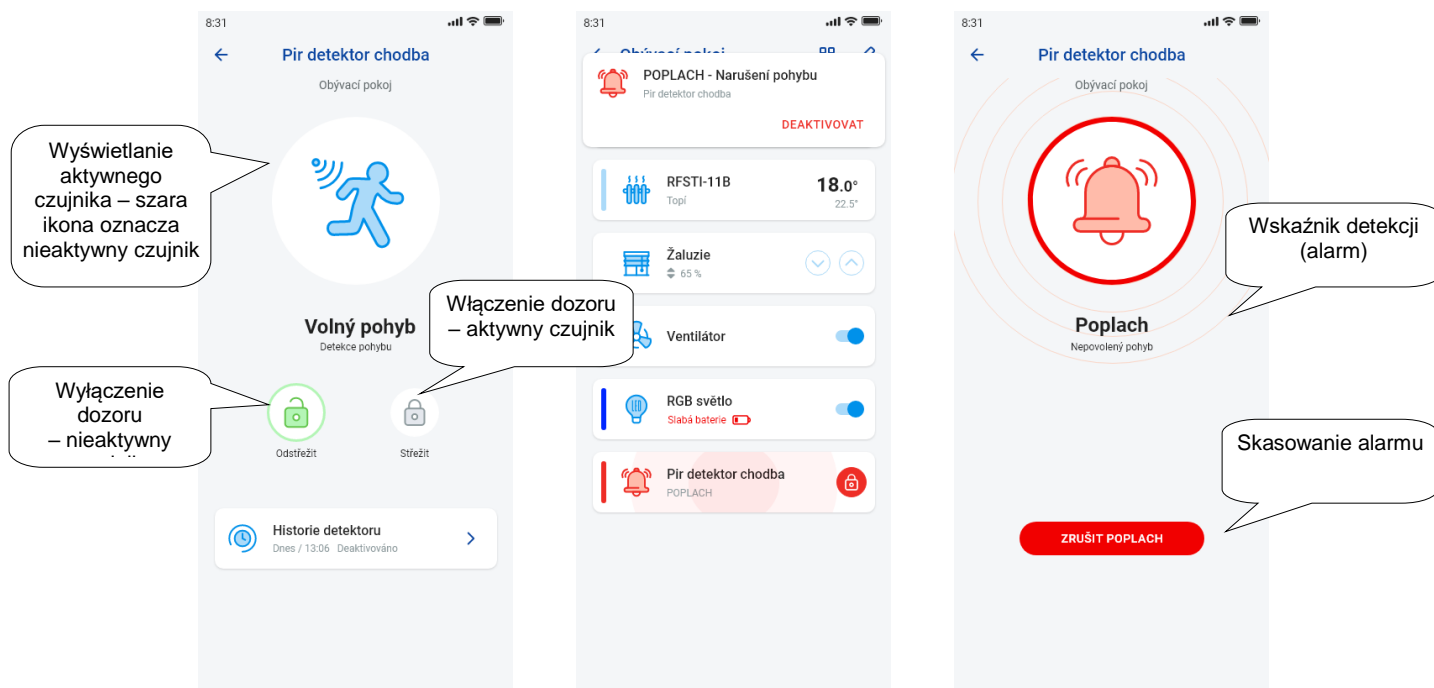 8:31
Pir detektor chodba
Obývací pokoj
Wyświetlanie
aktywnego
czujnika – szara
ikona oznacza
nieaktywny czujnik
Volný pohyb
Detekce pohybu
Włączenie dozoru
– aktywny czujnik
Wyłączenie
dozoru
– nieaktywny
Odstřežit
Střežit
Historie detektoru
Dnes / 13:06 Deaktivováno
8:31
Obývací pokoj
POPLACH - Narušení pohybu
Pir detektor chodba
DEAKTIVOVAT
RFSTI-11B
18.0°
Topí
22.5°
Žaluzie
65 %
Ventilátor
RGB světlo
Slabá baterie
Pir detektor chodba
POPLACH
8:31
Pir detektor chodba
Obývací pokoj
Wskaźnik detekcji
(alarm)
Poplach
Nepovolený pohyb
Skasowanie alarmu
ZRUŠIT POPLACH